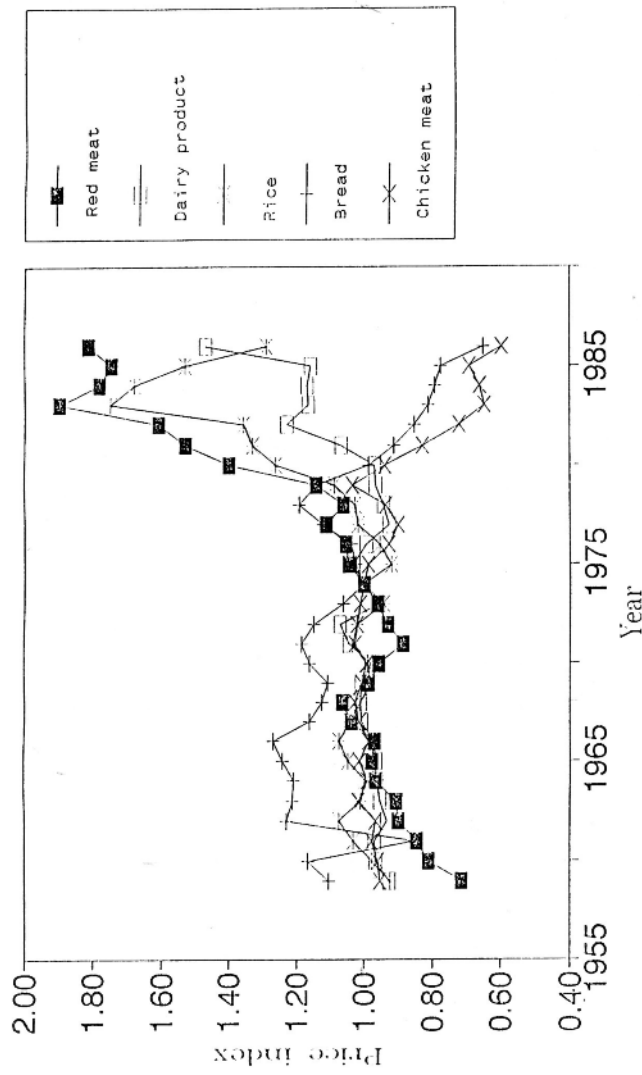 Red meat
Dairy product
Rice
Bread
Chicken meat
2.00
1.80
1.60
1.40
1.20
1.00
0.80
0.60
0.40
Price index
1955
1965
1975
1985
Year